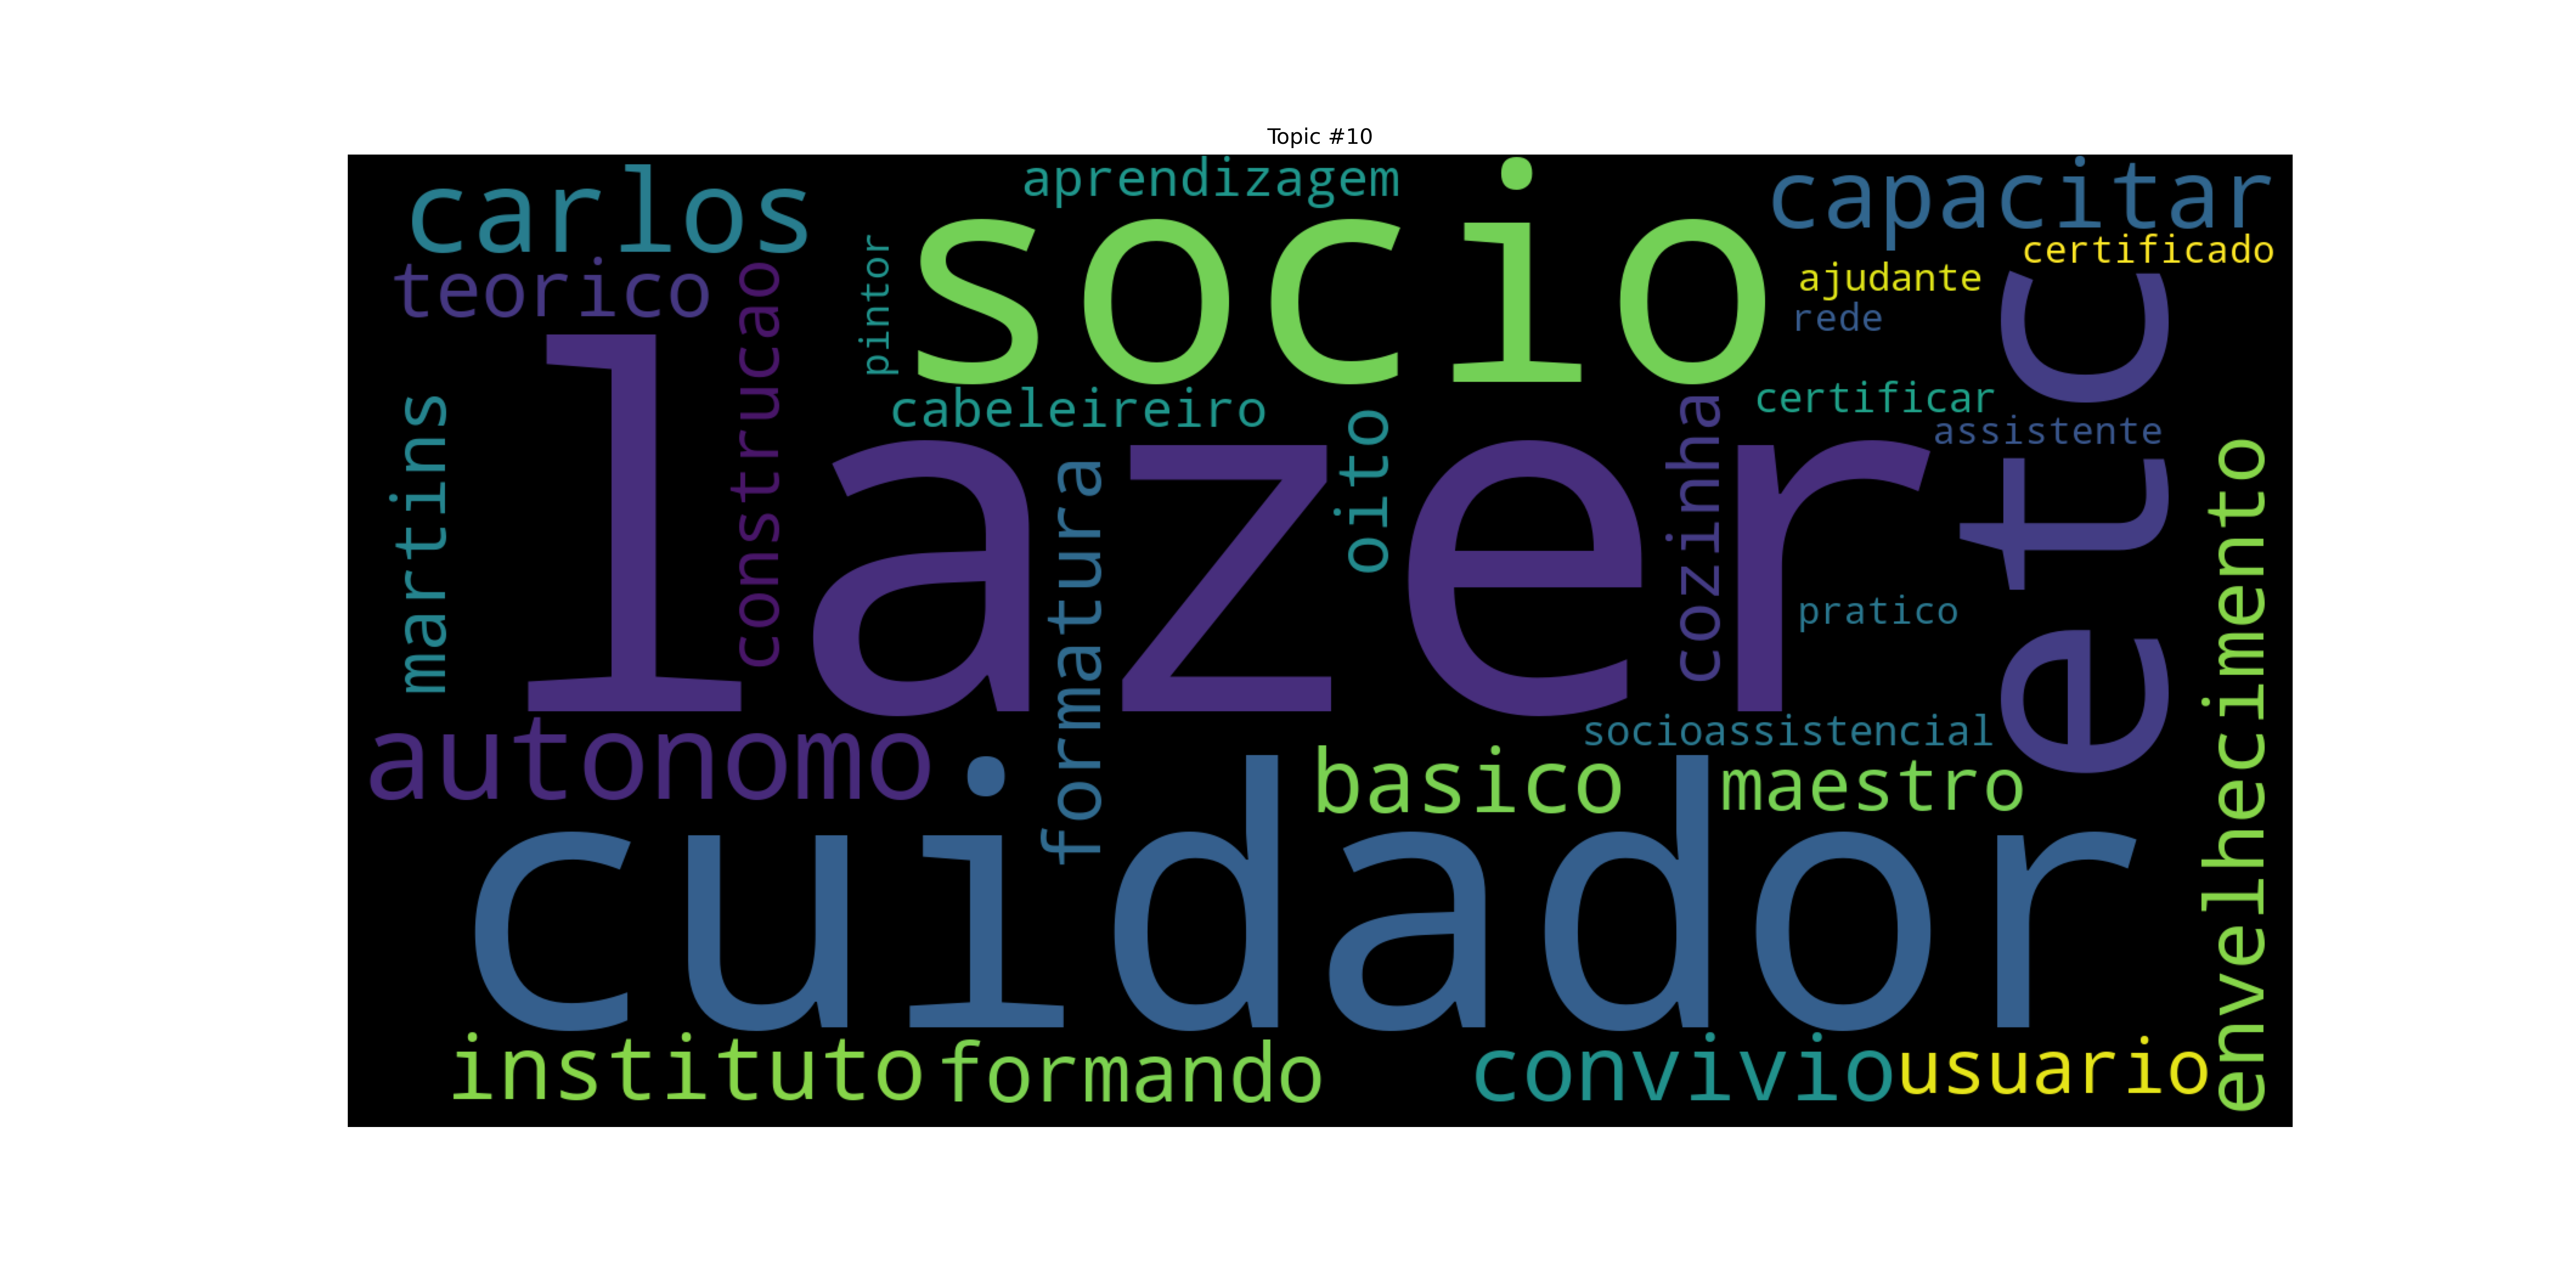 Topic #10
carlos
aprendizagem
socio
capacitar
certificado
teorico
pintor
ajudante
rede
construcao
martins
cabeleireiro
certificar
assistente
lazer
oito
cozinha
etc
formatura
pratico
envelhecimento
autonomo
socioassistencial
basico
maestro
cuidador
instituto
formando
convivio
usuario